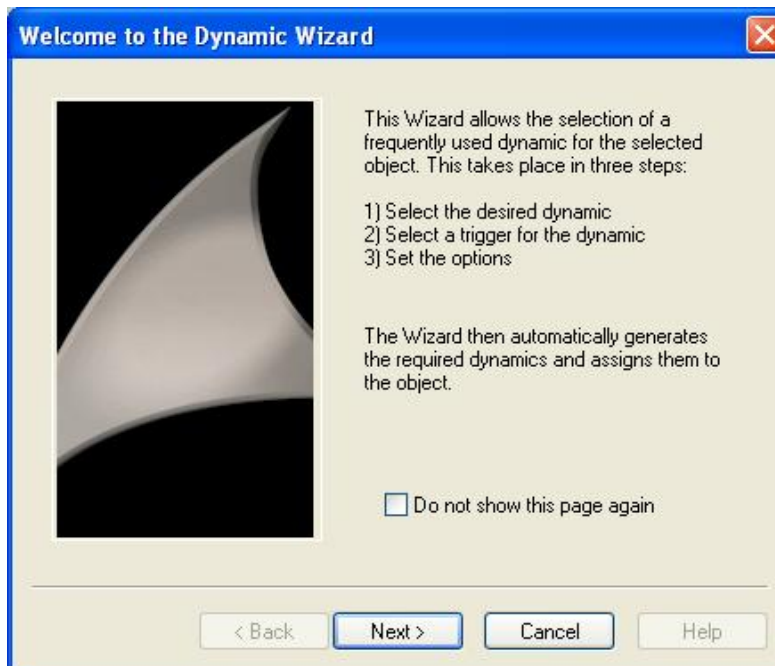 Welcome to the Dynamic Wizard
This Wizard allows the selection of a
frequently used dynamic for the selected
object. This takes place in three steps:
1) Select the desired dynamic
2) Select a trigger for the dynamic
3) Set the options
The Wizard then automatically generates
the required dynamics and assigns them to
the object.
Do not show this page again
< Back
Next >
Cancel
Help